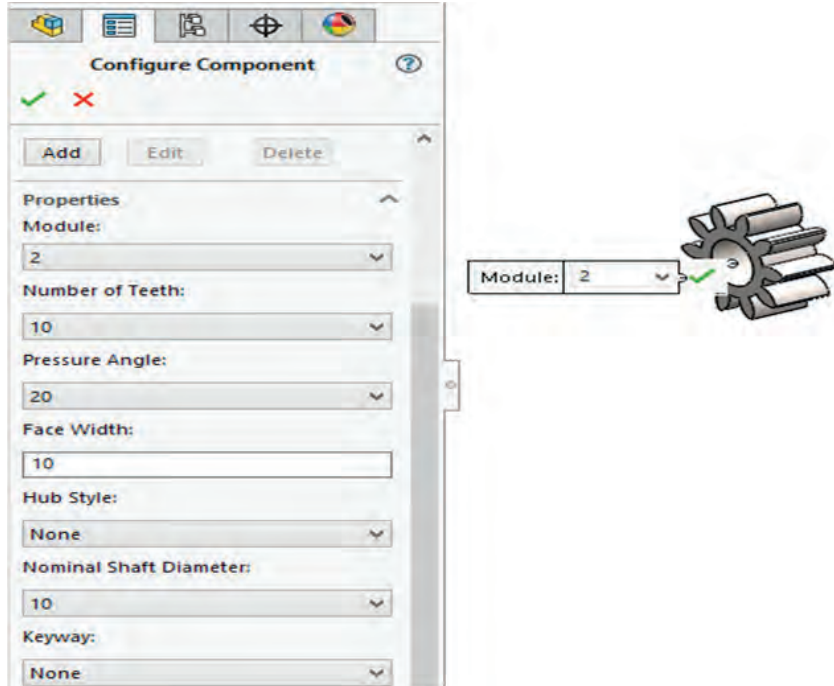 Configure Component
Add Edit Delete
Properties
Module:
2
Number of Teeth:
10
Pressure Angle:
20
Face Width:
10
Hub Style:
None
Nominal Shaft Diameter:
10
Keyway:
None
Module: 2